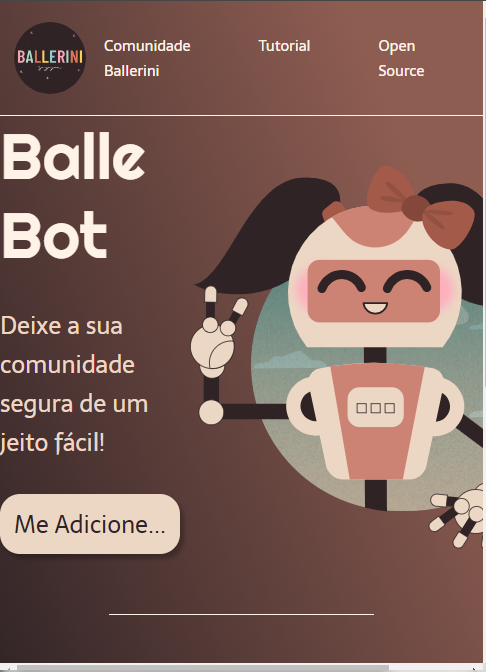 BALLERINI
Comunidade
Ballerini
Tutorial
Open
Source
Balle
Bot
Deixe a sua
comunidade
segura de um
jeito fácil!
Me Adicione...